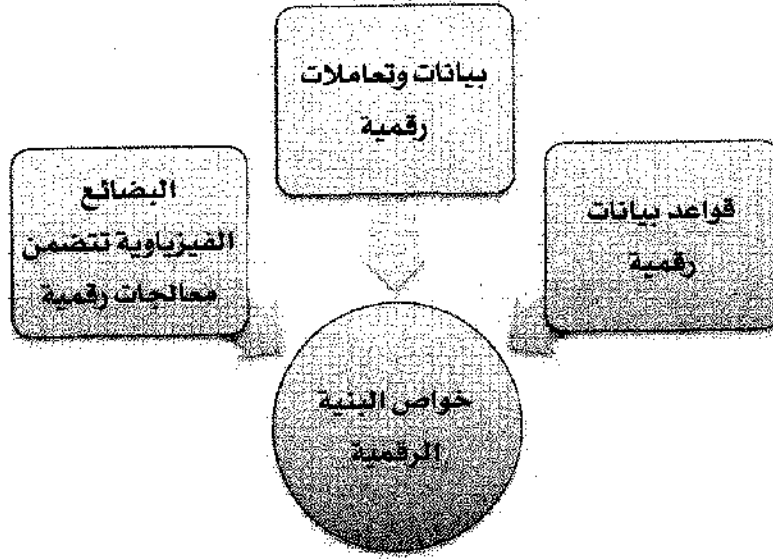 بيانات وتعاملات
رقمية
قواعد بيانات
رقمية
البضائع
الفيزياوية تتضمن
معالجات رقمية
خواص البنية
الرقمية